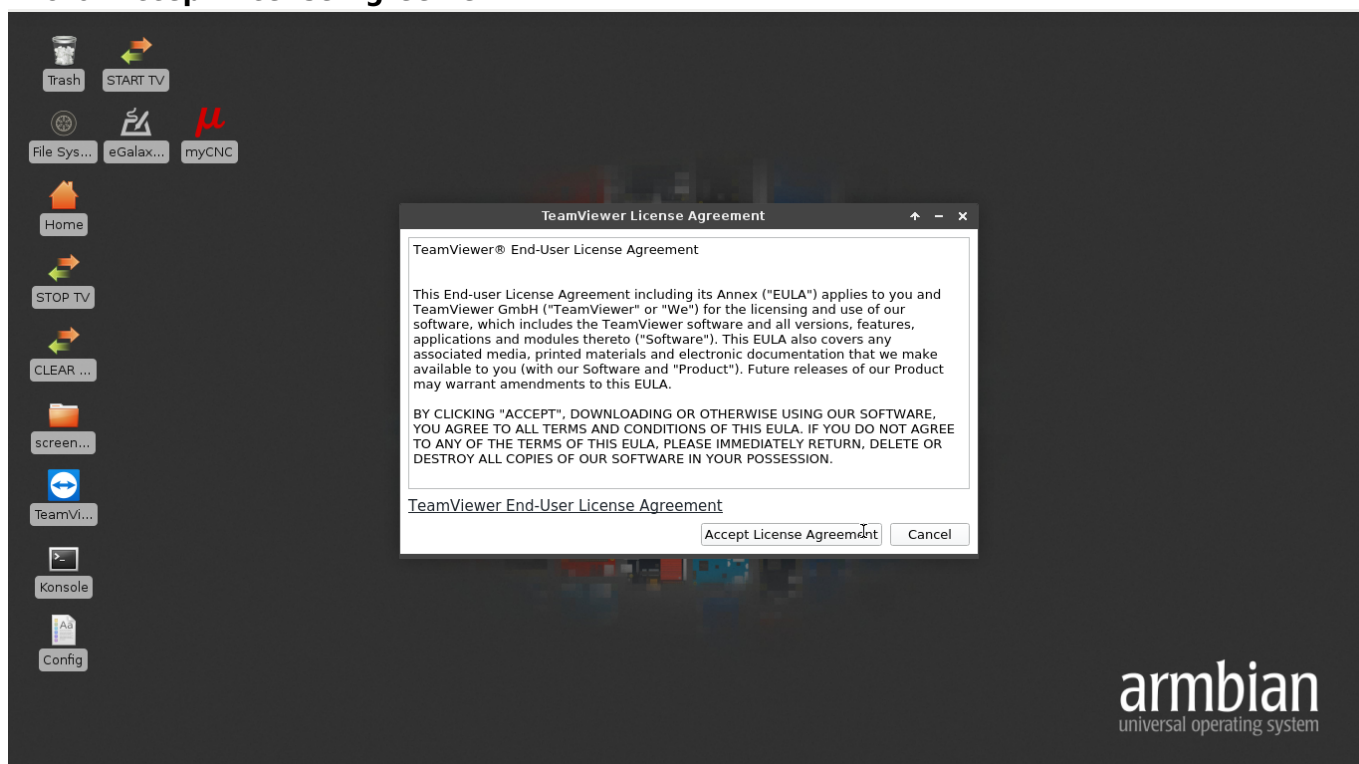 Trash
START TV
File Sys...
eGalax...
myCNC
Home
STOP TV
CLEAR ...
screen...
TeamVi...
Konsole
Config
TeamViewer License Agreement
TeamViewer® End-User License Agreement
This End-user License Agreement including its Annex ("EULA") applies to you and
TeamViewer GmbH ("TeamViewer" or "We") for the licensing and use of our
software, which includes the TeamViewer software and all versions, features,
applications and modules thereto ("Software"). This EULA also covers any
associated media, printed materials and electronic documentation that we make
available to you (with our Software and "Product"). Future releases of our Product
may warrant amendments to this EULA.
BY CLICKING "ACCEPT", DOWNLOADING OR OTHERWISE USING OUR SOFTWARE,
YOU AGREE TO ALL TERMS AND CONDITIONS OF THIS EULA. IF YOU DO NOT AGREE
TO ANY OF THE TERMS OF THIS EULA, PLEASE IMMEDIATELY RETURN, DELETE OR
DESTROY ALL COPIES OF OUR SOFTWARE IN YOUR POSSESSION.
TeamViewer End-User License Agreement
Accept License Agreement
Cancel
armbian
universal operating system